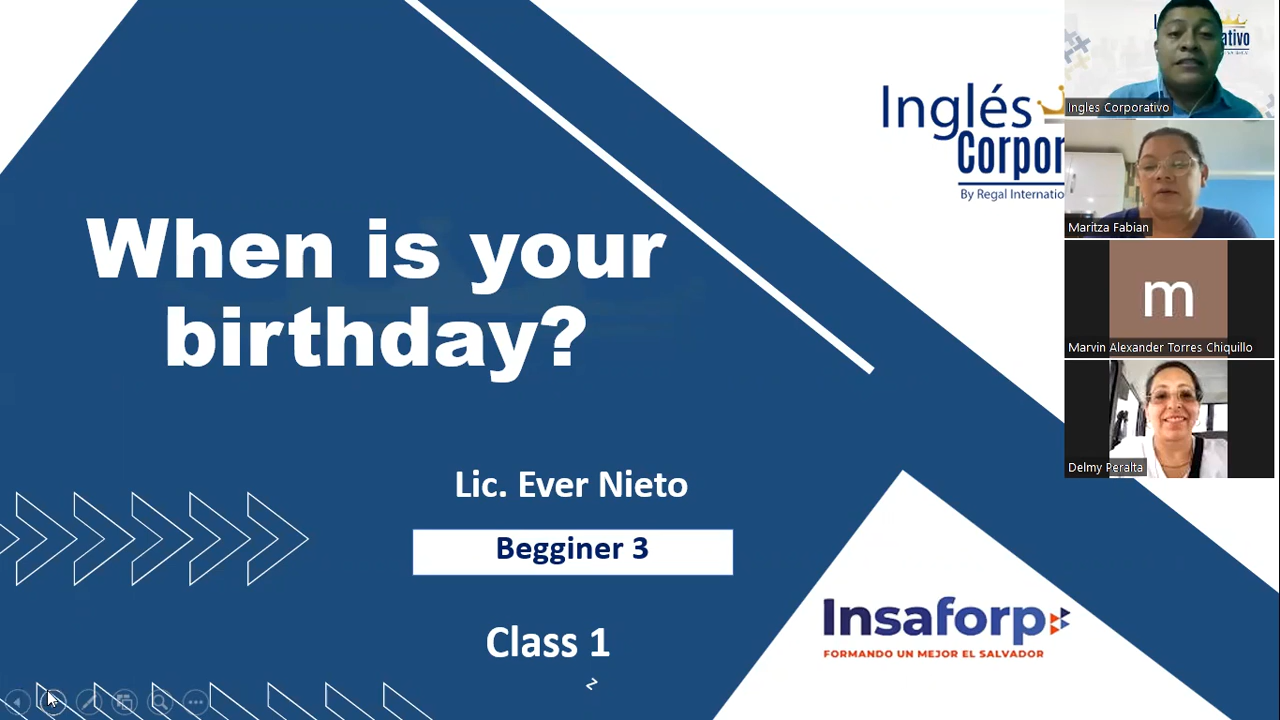 When is your
birthday?
Lic. Ever Nieto
Begginer 3
Class 1
z
Inglés
Corpor
By Regal Internatio
Insaforp
FORMANDO UN MEJOR EL SALVADOR
ativo
Ingles Corporativo
Maritza Fabian
m
Marvin Alexander Torres Chiquillo
Delmy Peralta